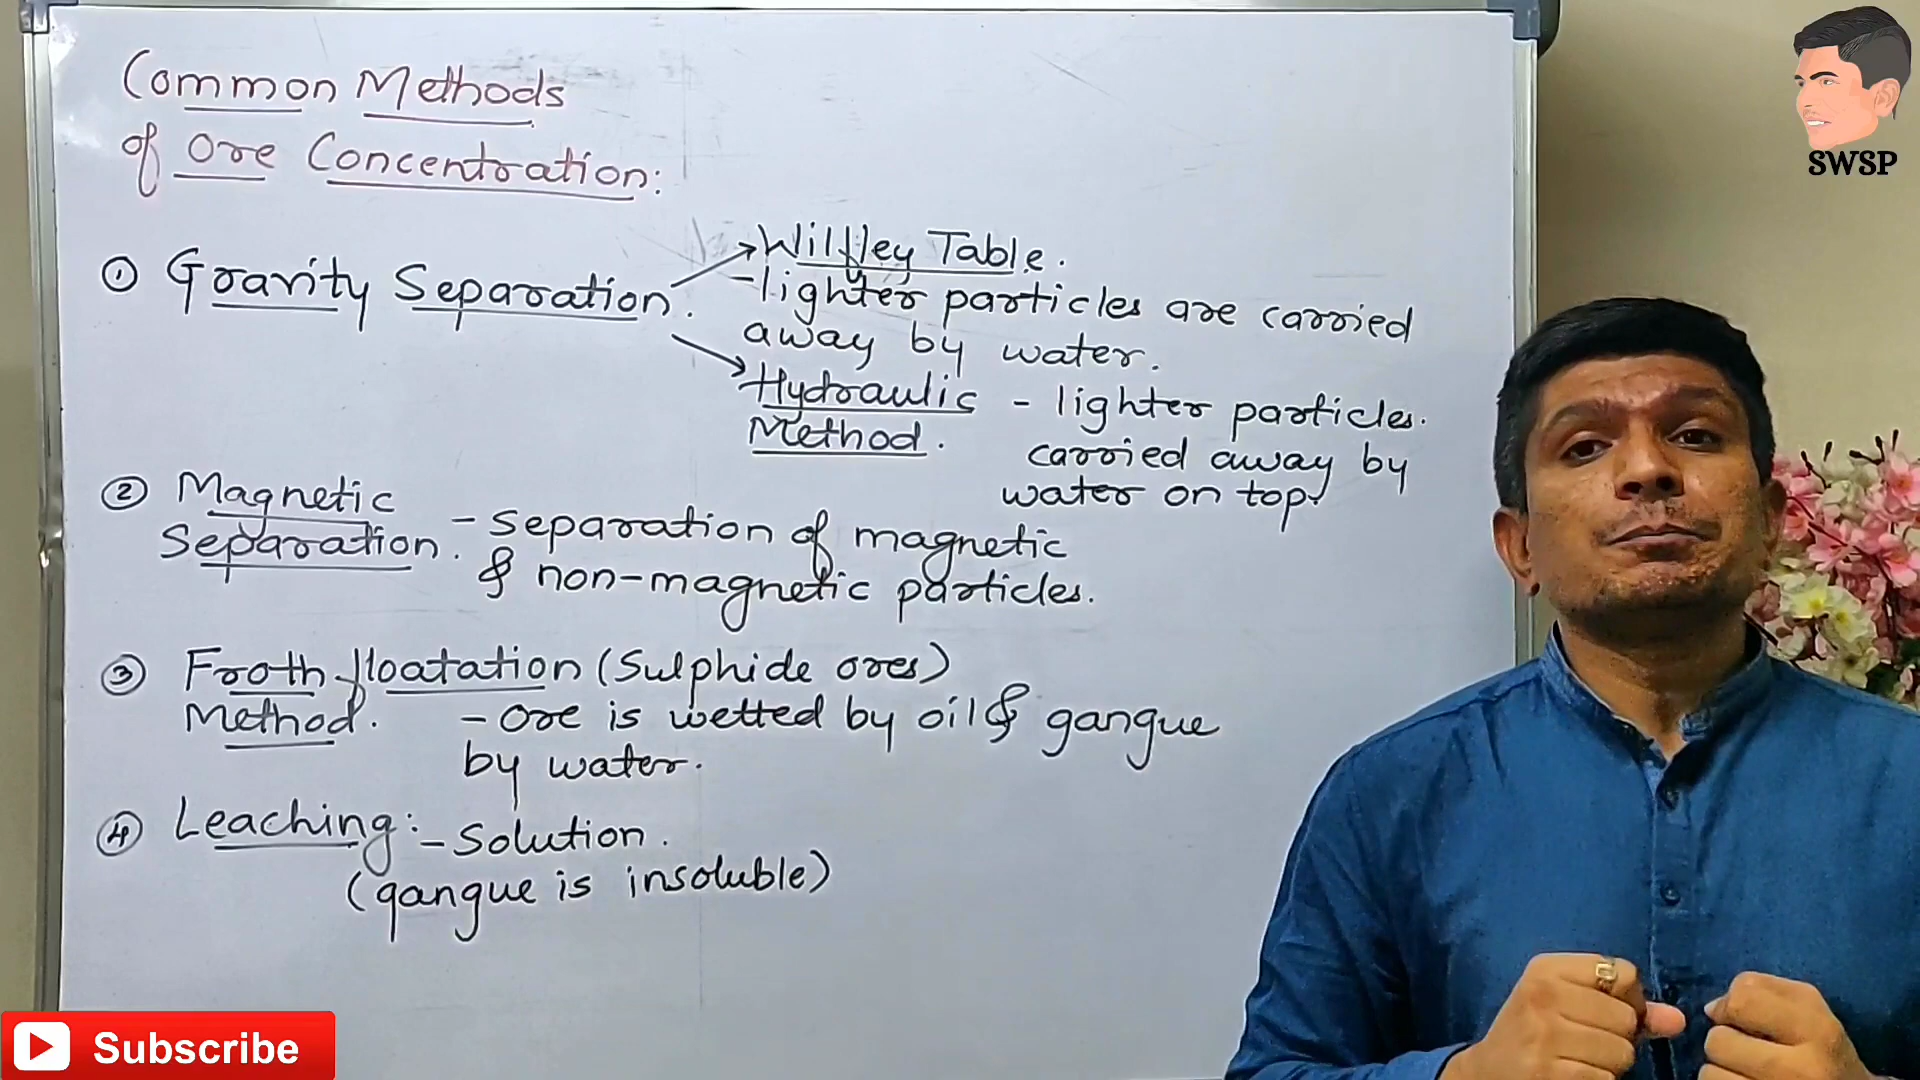 Common Methods
of Ore Concentration:
① Gravity Separation.
Wilfley Table.
- lighter particles are carried
away by water.
Hydraulic - lighter particles.
Method. carried away by
water on top.
② Magnetic
Separation. - Separation of magnetic
& non-magnetic particles.
③ Froth floatation (Sulphide ores)
Method. - Ore is wetted by oil & gangue
by water.
④ Leaching: - Solution.
(gangue is insoluble)
SWSP
Subscribe